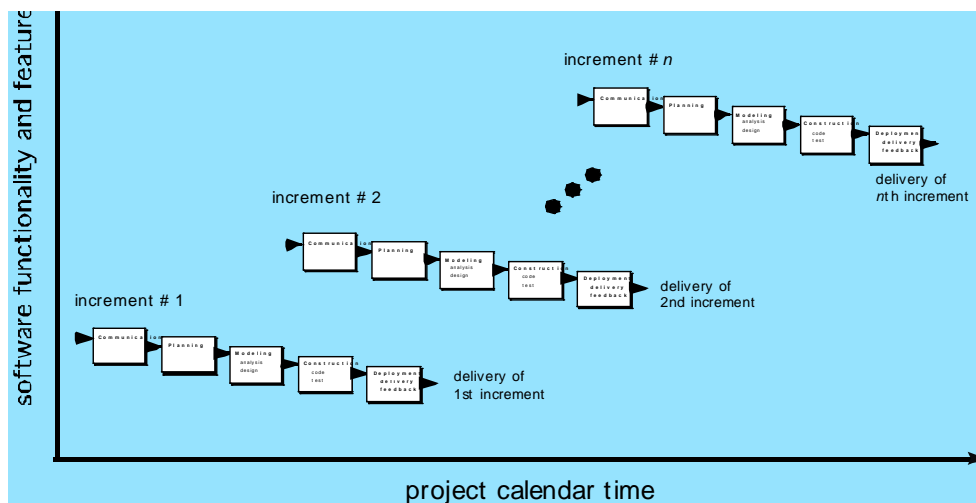 software functionality and feature
increment # n
Communication
Planning
Modeling
analysis
design
Construction
code
test
Deployment
delivery
feedback
delivery of
nth increment
increment # 2
Communication
Planning
Modeling
analysis
design
Construction
code
test
Deployment
delivery
feedback
delivery of
2nd increment
increment # 1
Communication
Planning
Modeling
analysis
design
Construction
code
test
Deployment
delivery
feedback
delivery of
1st increment
project calendar time